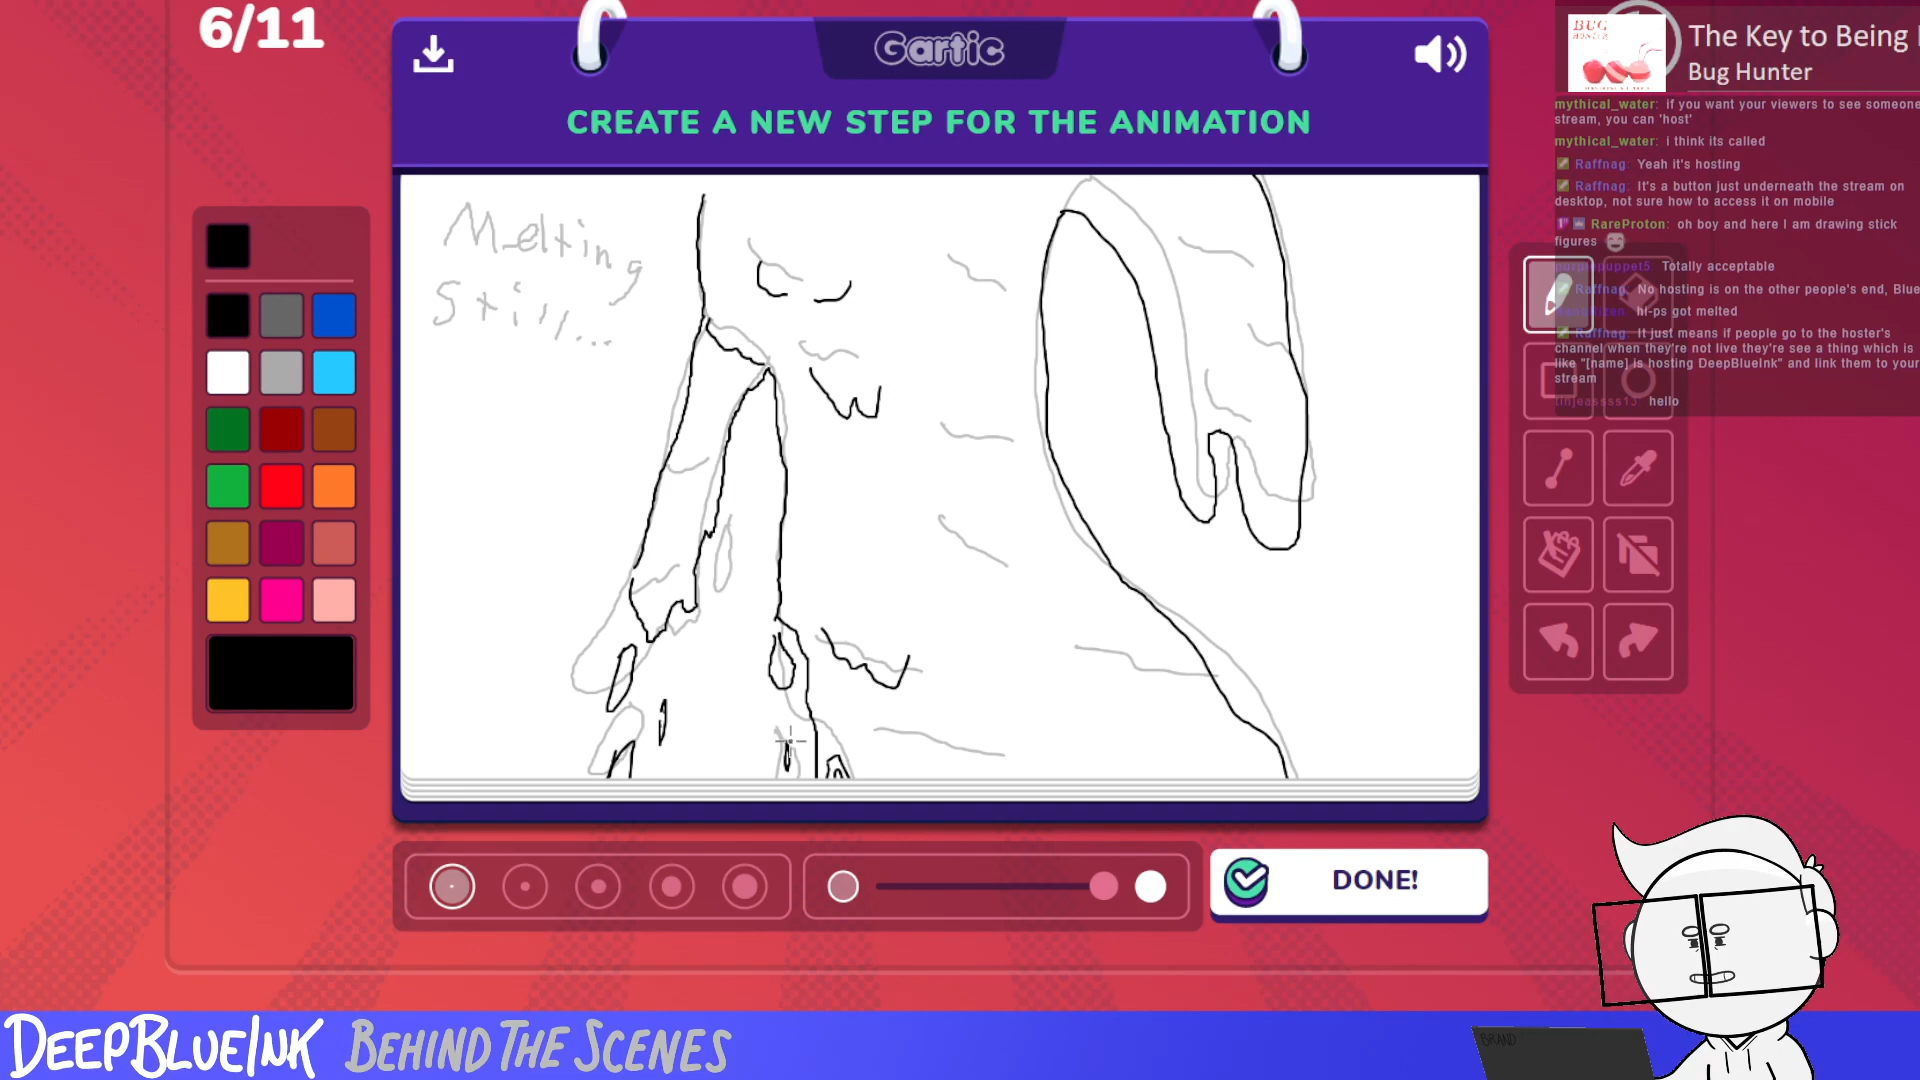 6/11
Gartic
CREATE A NEW STEP FOR THE ANIMATION
Melting
Still...
BUG
HUNTER
The Key to Being
Bug Hunter
mythical_water: if you want your viewers to see someone
stream, you can 'host'
mythical_water: i think its called
Raffnag: Yeah it's hosting
Raffnag: It's a button just underneath the stream on
desktop, not sure how to access it on mobile
RareProton: oh boy and here I am drawing stick
figures
purplepuppet5: Totally acceptable
Raffnag: No hosting is on the other people's end, Blue
hi-ps got melted
Raffnag: It just means if people go to the hoster's
channel when they're not live they're see a thing which is
like "[name] is hosting DeepBlueInk" and link them to your
stream
hello
DONE!
DEEPBLUEINK BEHIND THE SCENES
BRAND